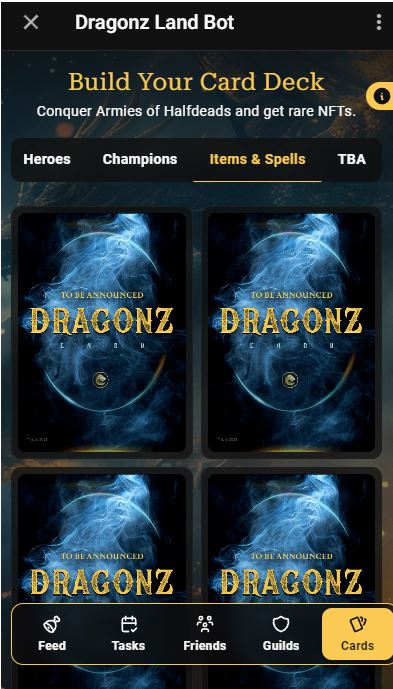 Dragonz Land Bot
Build Your Card Deck
Conquer Armies of Halfdeads and get rare NFTs.
Heroes Champions Items & Spells TBA
TO BE ANNOUNCED TO BE ANNOUNCED
DRAGONZ DRAGONZ
L A N D L A N D
TO BE ANNOUNCED TO BE ANNOUNCED
DRAGONZ DRAGONZ
Feed Tasks Friends Guilds Cards